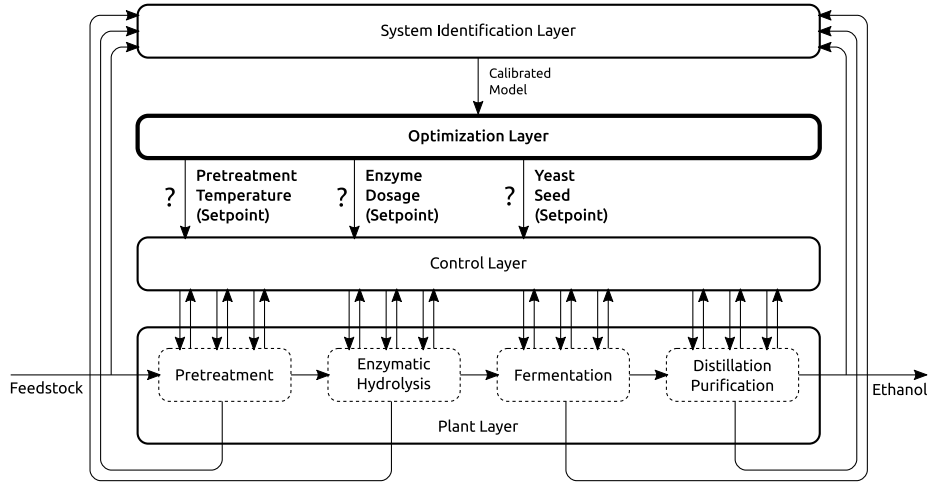 System Identification Layer
Calibrated
Model
Optimization Layer
? Pretreatment
Temperature
(Setpoint)
? Enzyme
Dosage
(Setpoint)
? Yeast
Seed
(Setpoint)
Control Layer
Feedstock
Pretreatment
Enzymatic
Hydrolysis
Fermentation
Distillation
Purification
Ethanol
Plant Layer